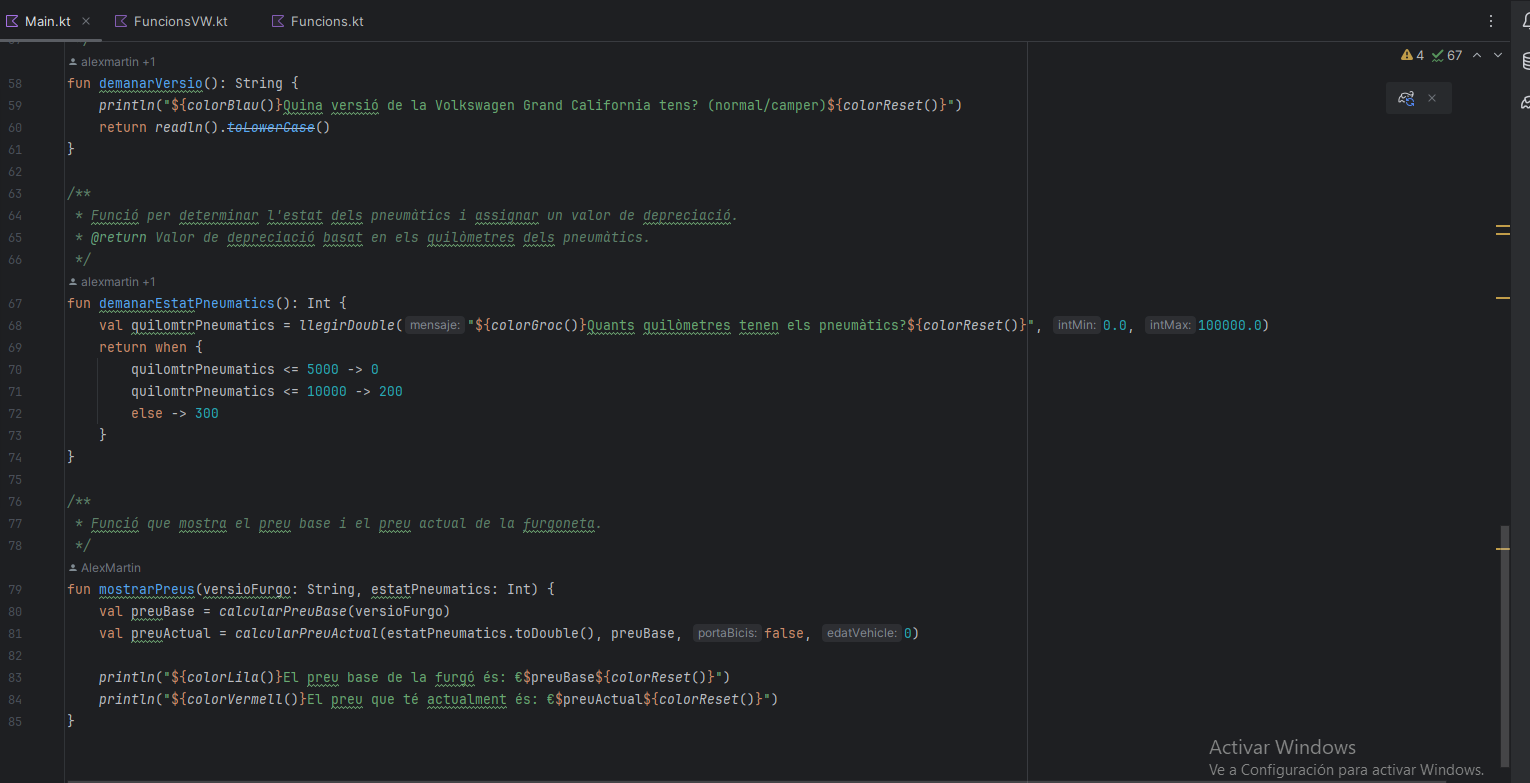 Main.kt × FuncionsVW.kt Funcions.kt
4 67
alexmartin +1
58 fun demanarVersio(): String {
59 println("${colorBlau()}Quina versió de la Volkswagen Grand California tens? (normal/camper)${colorReset()}")
60 return readln().toLowerCase()
61 }
62
63 /**
64 * Funció per determinar l'estat dels pneumàtics i assignar un valor de depreciació.
65 * @return Valor de depreciació basat en els quilòmetres dels pneumàtics.
66 */
alexmartin +1
67 fun demanarEstatPneumatics(): Int {
68 val quilomtrPneumatics = llegirDouble( mensaje: "${colorGroc()}Quants quilòmetres tenen els pneumàtics?${colorReset()}", intMin: 0.0, intMax: 100000.0)
69 return when {
70 quilomtrPneumatics <= 5000 -> 0
71 quilomtrPneumatics <= 10000 -> 200
72 else -> 300
73 }
74 }
75
76 /**
77 * Funció que mostra el preu base i el preu actual de la furgoneta.
78 */
AlexMartin
79 fun mostrarPreus(versioFurgo: String, estatPneumatics: Int) {
80 val preuBase = calcularPreuBase(versioFurgo)
81 val preuActual = calcularPreuActual(estatPneumatics.toDouble(), preuBase, portaBicis: false, edatVehicle: 0)
82
83 println("${colorLila()}El preu base de la furgó és: €$preuBase${colorReset()}")
84 println("${colorVermell()}El preu que té actualment és: €$preuActual${colorReset()}")
85 }
Activar Windows
Ve a Configuración para activar Windows.